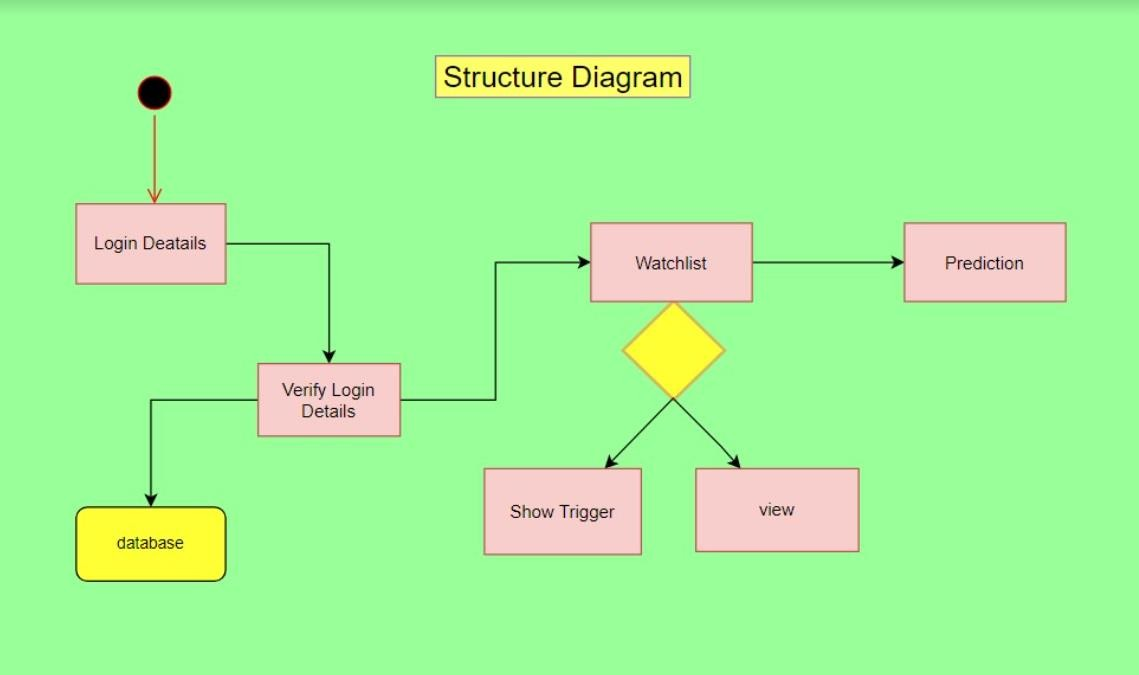 Structure Diagram
Login Deatails
Watchlist
Prediction
Verify Login
Details
Show Trigger
view
database